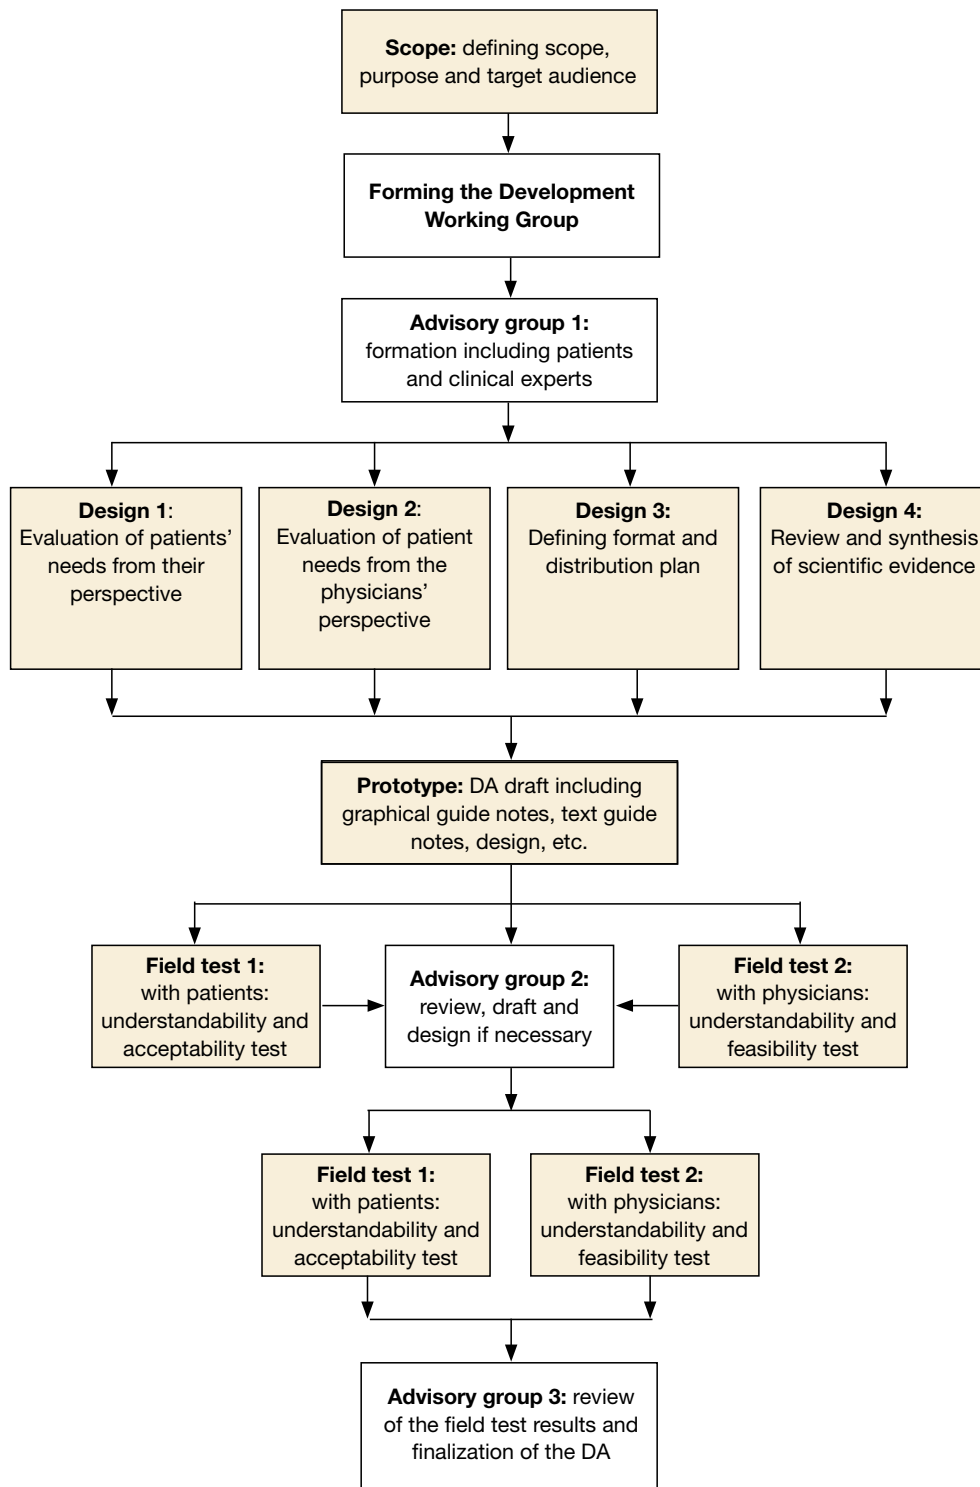 Scope: defining scope,
purpose and target audience
Forming the Development
Working Group
Advisory group 1:
formation including patients
and clinical experts
Design 1:
Evaluation of patients’
needs from their
perspective
Design 2:
Evaluation of patient
needs from the
physicians’
perspective
Design 3:
Defining format and
distribution plan
Design 4:
Review and synthesis
of scientific evidence
Prototype: DA draft including
graphical guide notes, text guide
notes, design, etc.
Field test 1:
with patients:
understandability and
acceptability test
Advisory group 2:
review, draft and
design if necessary
Field test 2:
with physicians:
understandability and
feasibility test
Field test 1:
with patients:
understandability and
acceptability test
Field test 2:
with physicians:
understandability and
feasibility test
Advisory group 3: review
of the field test results and
finalization of the DA